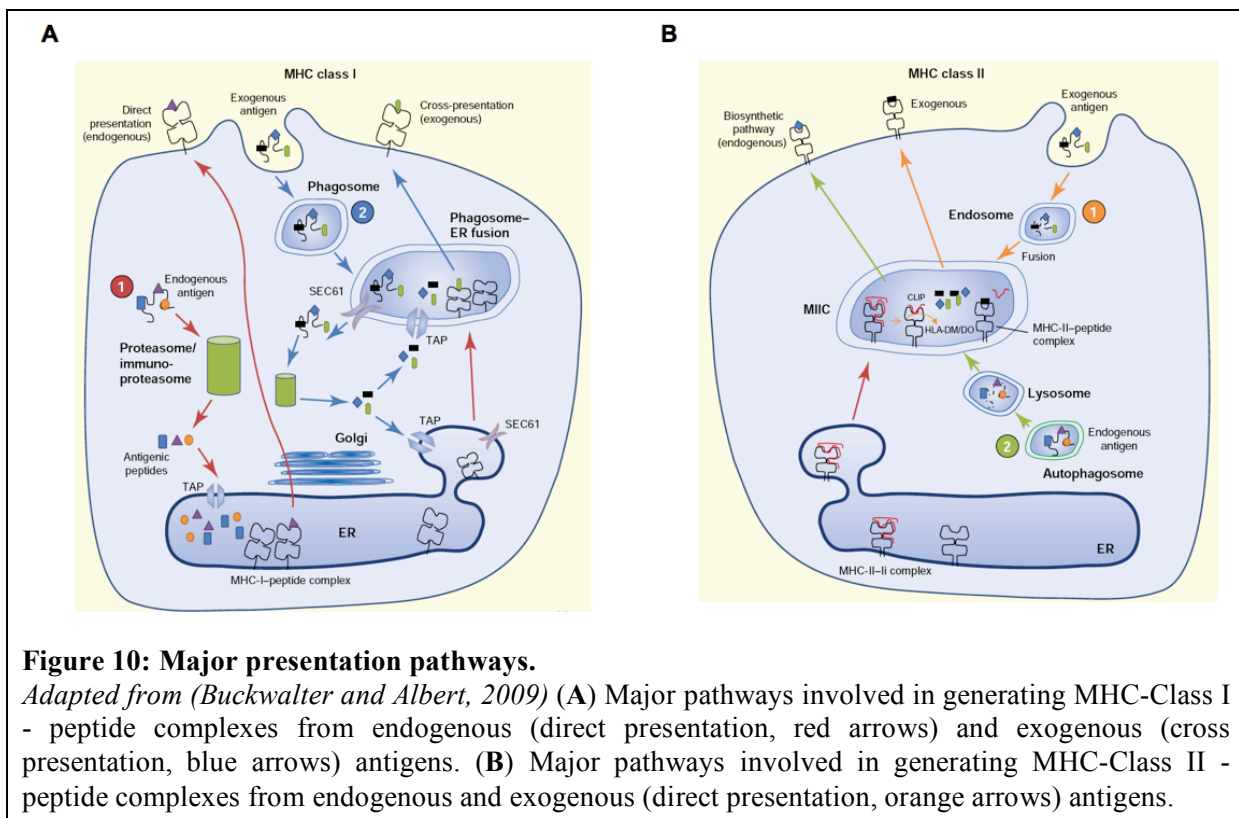 A
MHC class I
Direct
presentation
(endogenous)
Exogenous
antigen
Cross-presentation
(exogenous)
Phagosome
2
Phagosome–
ER fusion
1
Endogenous
antigen
SEC61
Proteasome/
immuno-
proteasome
TAP
Antigenic
peptides
Golgi
TAP
SEC61
TAP
ER
MHC-I–peptide complex
B
MHC class II
Biosynthetic
pathway
(endogenous)
Exogenous
Exogenous
antigen
Endosome
1
Fusion
MIIC
CLIP
HLA-DM/DO
MHC-II–peptide
complex
Lysosome
2
Endogenous
antigen
Autophagosome
MHC-II–Ii complex
ER
Figure 10: Major presentation pathways.
Adapted from (Buckwalter and Albert, 2009) (A) Major pathways involved in generating MHC-Class I
- peptide complexes from endogenous (direct presentation, red arrows) and exogenous (cross
presentation, blue arrows) antigens. (B) Major pathways involved in generating MHC-Class II -
peptide complexes from endogenous and exogenous (direct presentation, orange arrows) antigens.